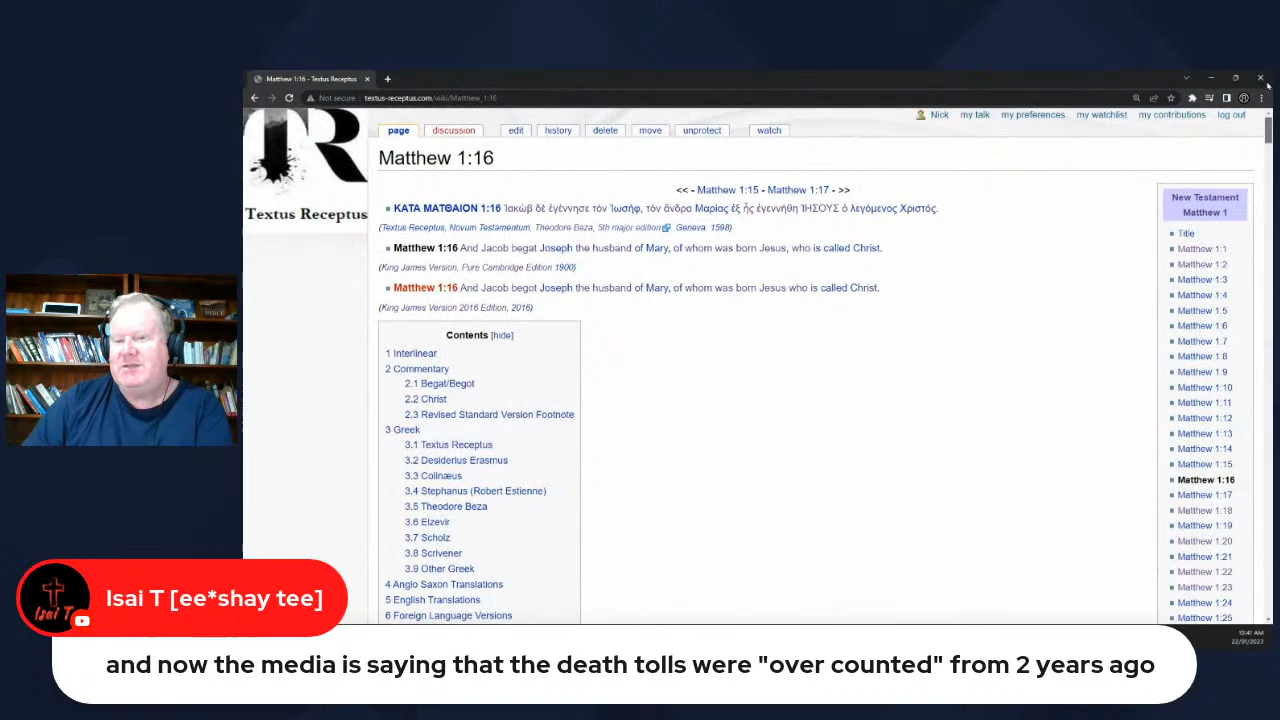 Matthew 1:16 - Textus Receptus
Not secure
textus-receptus.com/wiki/Matthew_1:16
TR
Textus Receptus
Nick my talk my preferences my watchlist my contributions log out
page discussion edit history delete move unprotect watch
Matthew 1:16
<< - Matthew 1:15 - Matthew 1:17 - >>
ΚΑΤΑ ΜΑΤΘΑΙΟΝ 1:16 Ἰακὼβ δὲ ἐγέννησε τὸν Ἰωσήφ, τὸν ἄνδρα Μαρίας ἐξ ἧς ἐγεννήθη ἸΗΣΟΥΣ ὁ λεγόμενος Χριστός.
(Textus Receptus, Novum Testamentum, Theodore Beza, 5th major edition Geneva. 1598)
Matthew 1:16 And Jacob begat Joseph the husband of Mary, of whom was born Jesus, who is called Christ.
(King James Version, Pure Cambridge Edition 1900)
Matthew 1:16 And Jacob begot Joseph the husband of Mary, of whom was born Jesus who is called Christ.
(King James Version 2016 Edition, 2016)
Contents [hide]
1 Interlinear
2 Commentary
2.1 Begat/Begot
2.2 Christ
2.3 Revised Standard Version Footnote
3 Greek
3.1 Textus Receptus
3.2 Desiderius Erasmus
3.3 Colinæus
3.4 Stephanus (Robert Estienne)
3.5 Theodore Beza
3.6 Elzevir
3.7 Scholz
3.8 Scrivener
3.9 Other Greek
4 Anglo Saxon Translations
5 English Translations
6 Foreign Language Versions
New Testament
Matthew 1
Title
Matthew 1:1
Matthew 1:2
Matthew 1:3
Matthew 1:4
Matthew 1:5
Matthew 1:6
Matthew 1:7
Matthew 1:8
Matthew 1:9
Matthew 1:10
Matthew 1:11
Matthew 1:12
Matthew 1:13
Matthew 1:14
Matthew 1:15
Matthew 1:16
Matthew 1:17
Matthew 1:18
Matthew 1:19
Matthew 1:20
Matthew 1:21
Matthew 1:22
Matthew 1:23
Matthew 1:24
Matthew 1:25
10:41 AM
22/01/2023
Isai T
Isai T [ee*shay tee]
and now the media is saying that the death tolls were "over counted" from 2 years ago